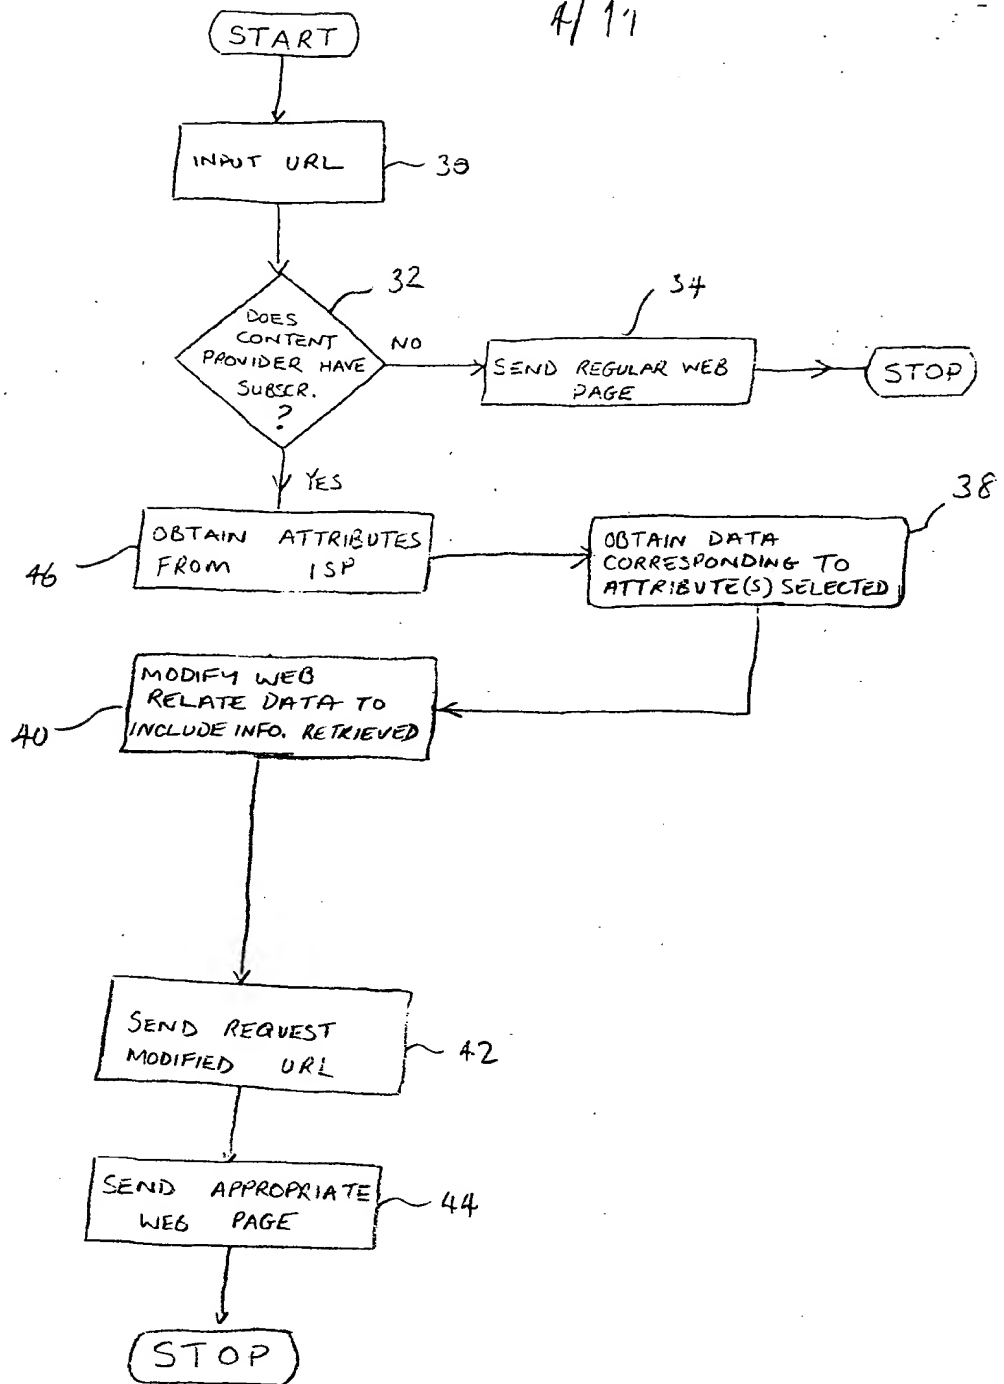 4/17
START
INPUT URL
30
32
DOES
CONTENT
PROVIDER HAVE
SUBSCR.
?
NO
34
SEND REGULAR WEB
PAGE
STOP
YES
46
OBTAIN ATTRIBUTES
FROM ISP
38
OBTAIN DATA
CORRESPONDING TO
ATTRIBUTE(S) SELECTED
40
MODIFY WEB
RELATE DATA TO
INCLUDE INFO. RETRIEVED
SEND REQUEST
MODIFIED URL
42
SEND APPROPRIATE
WEB PAGE
44
STOP